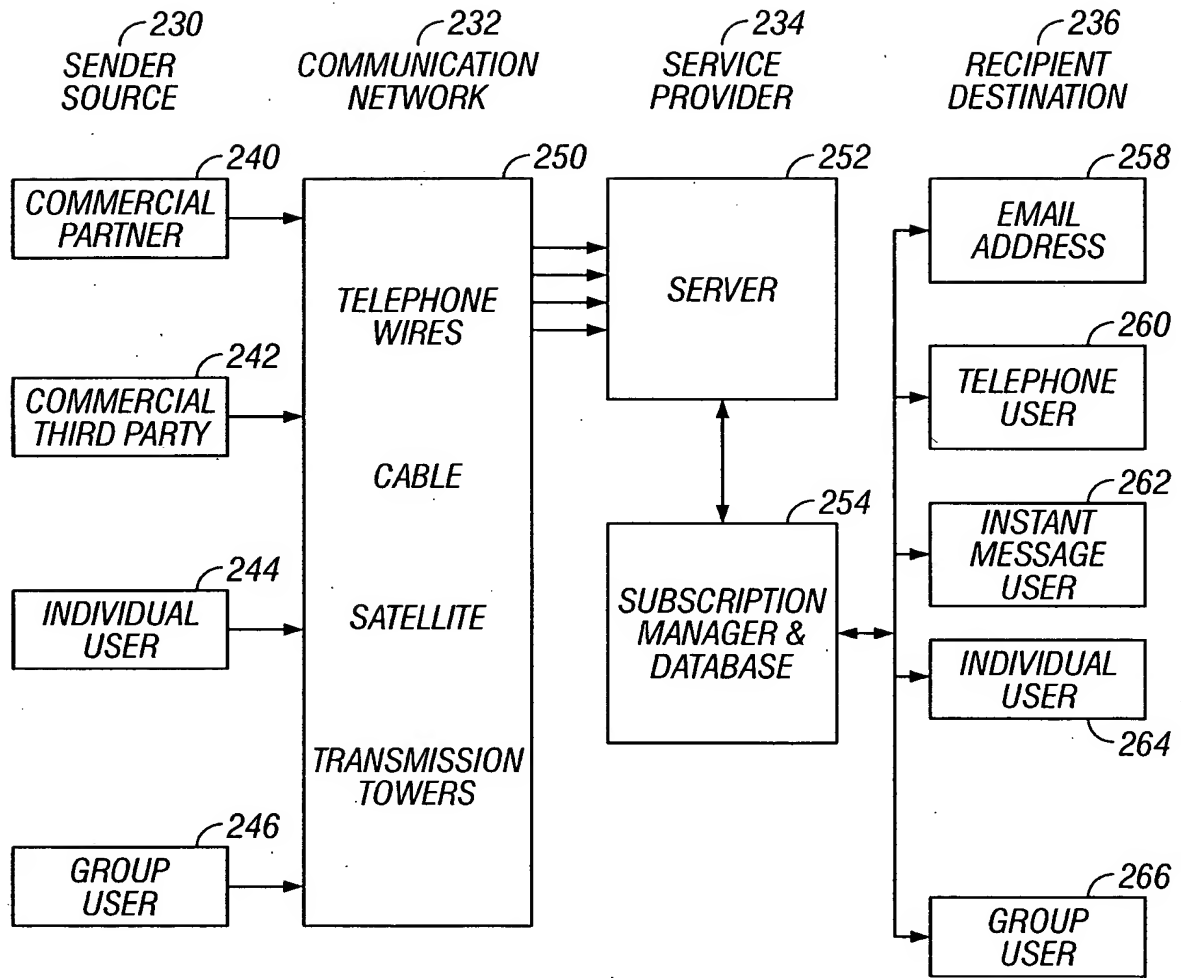 230
SENDER
SOURCE
232
COMMUNICATION
NETWORK
234
SERVICE
PROVIDER
236
RECIPIENT
DESTINATION
240
COMMERCIAL
PARTNER
242
COMMERCIAL
THIRD PARTY
244
INDIVIDUAL
USER
246
GROUP
USER
250
TELEPHONE
WIRES
CABLE
SATELLITE
TRANSMISSION
TOWERS
252
SERVER
254
SUBSCRIPTION
MANAGER &
DATABASE
258
EMAIL
ADDRESS
260
TELEPHONE
USER
262
INSTANT
MESSAGE
USER
INDIVIDUAL
USER
264
266
GROUP
USER